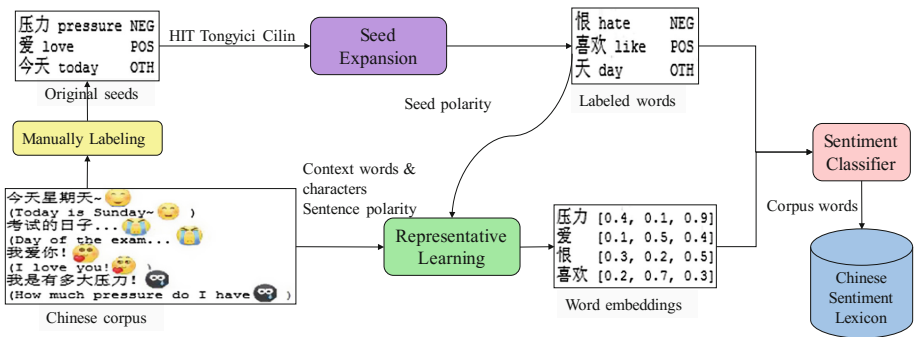 压力 pressure NEG
爱 love POS
今天 today OTH
Original seeds
HIT Tongyici Cilin
Seed
Expansion
恨 hate NEG
喜欢 like POS
天 day OTH
Labeled words
Seed polarity
Manually Labeling
今天星期天~
(Today is Sunday~ )
考试的日子...
(Day of the exam... )
我爱你!
(I love you! )
我是有多大压力!
(How much pressure do I have )
Chinese corpus
Context words &
characters
Sentence polarity
Representative
Learning
压力 [0.4, 0.1, 0.9]
爱 [0.1, 0.5, 0.4]
恨 [0.3, 0.2, 0.5]
喜欢 [0.2, 0.7, 0.3]
Word embeddings
Sentiment
Classifier
Corpus words
Chinese
Sentiment
Lexicon